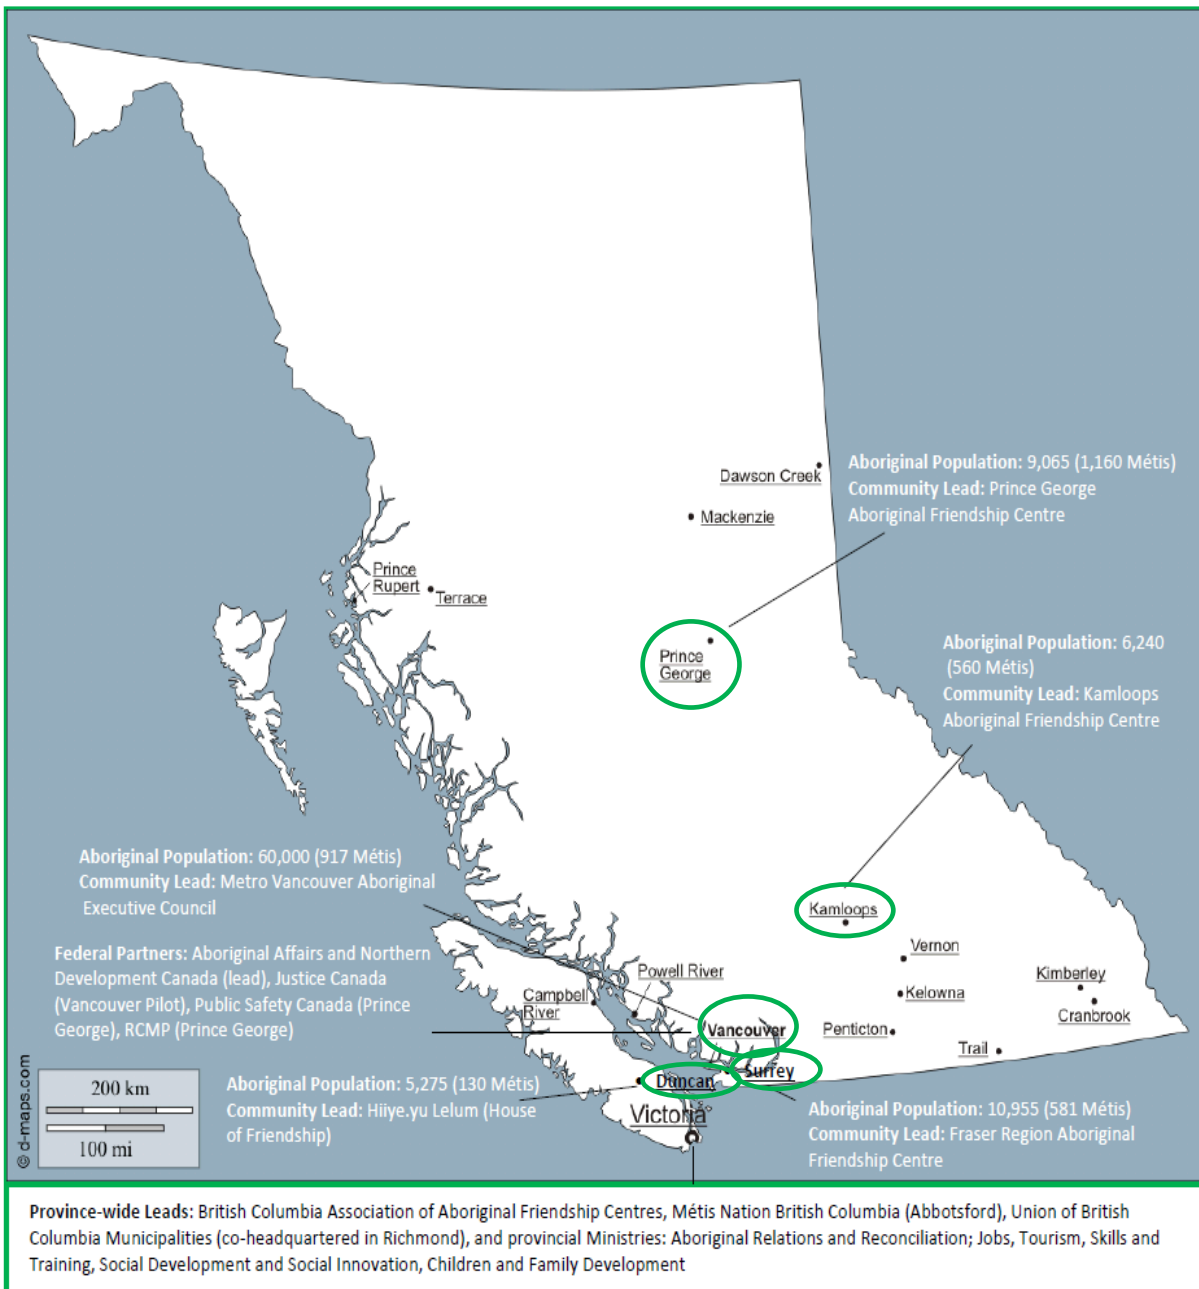 Dawson Creek
Aboriginal Population: 9,065 (1,160 Métis)
Community Lead: Prince George
Aboriginal Friendship Centre
Mackenzie
Prince
Rupert
Terrace
Prince
George
Aboriginal Population: 6,240
(560 Métis)
Community Lead: Kamloops
Aboriginal Friendship Centre
Aboriginal Population: 60,000 (917 Métis)
Community Lead: Metro Vancouver Aboriginal
Executive Council
Kamloops
Federal Partners: Aboriginal Affairs and Northern
Development Canada (lead), Justice Canada
(Vancouver Pilot), Public Safety Canada (Prince
George), RCMP (Prince George)
Vernon
Powell River
Kimberley
Campbell
River
Kelowna
Cranbrook
Vancouver
Penticton
Trail
Surrey
Duncan
Victoria
© d-maps.com
200 km
100 mi
Aboriginal Population: 5,275 (130 Métis)
Community Lead: Hiiye.yu Lelum (House
of Friendship)
Aboriginal Population: 10,955 (581 Métis)
Community Lead: Fraser Region Aboriginal
Friendship Centre
Province-wide Leads: British Columbia Association of Aboriginal Friendship Centres, Métis Nation British Columbia (Abbotsford), Union of British
Columbia Municipalities (co-headquartered in Richmond), and provincial Ministries: Aboriginal Relations and Reconciliation; Jobs, Tourism, Skills and
Training, Social Development and Social Innovation, Children and Family Development